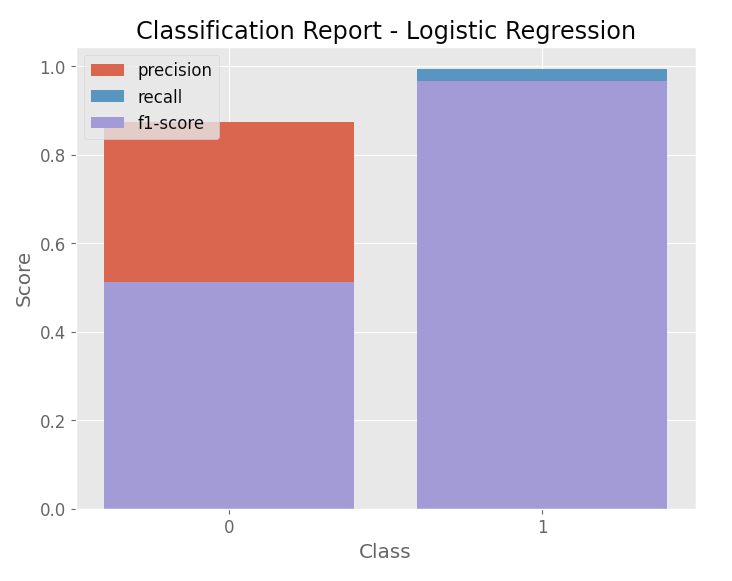 Classification Report - Logistic Regression
1.0
0.8
0.6
0.4
0.2
0.0
Score
precision
recall
f1-score
0
1
Class